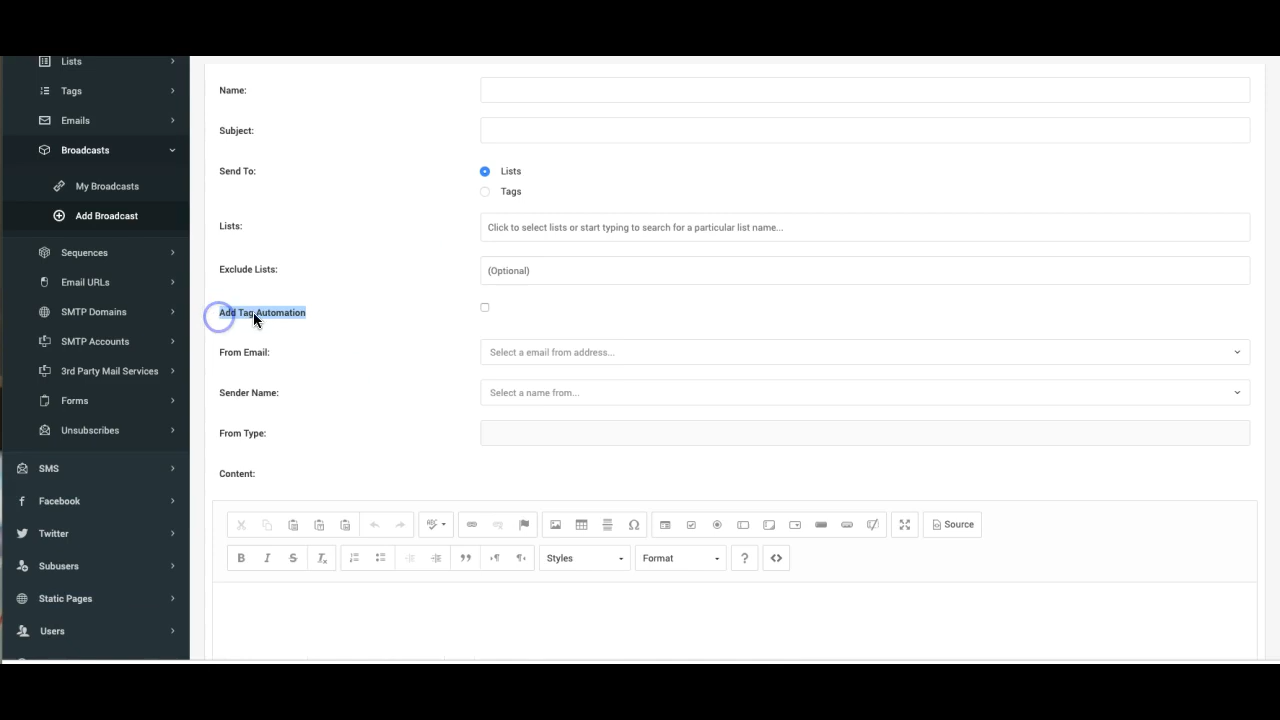 Lists
Tags
Emails
Broadcasts
My Broadcasts
Add Broadcast
Sequences
Email URLs
SMTP Domains
SMTP Accounts
3rd Party Mail Services
Forms
Unsubscribes
SMS
Facebook
Twitter
Subusers
Static Pages
Users
Name:
Subject:
Send To:
Lists
Tags
Lists:
Click to select lists or start typing to search for a particular list name...
Exclude Lists:
(Optional)
Add Tag Automation
From Email:
Select a email from address...
Sender Name:
Select a name from...
From Type:
Content:
Source
Styles
Format